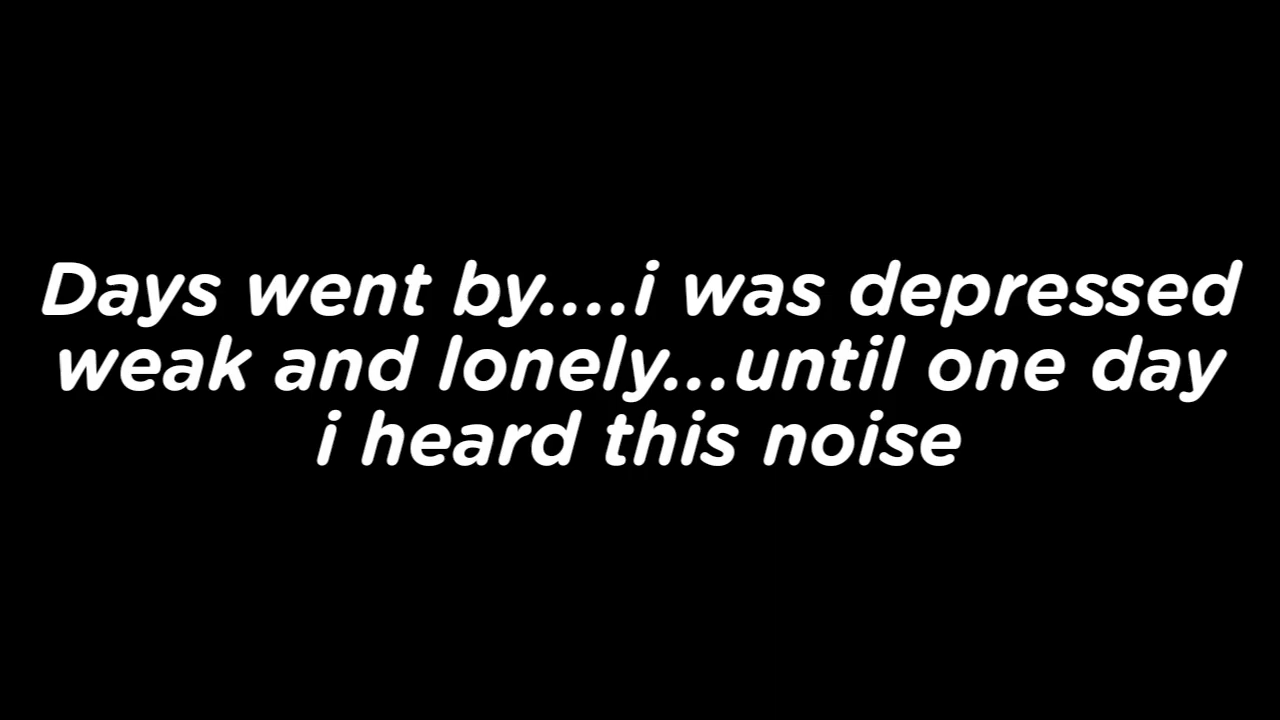 Days went by....i was depressed
weak and lonely...until one day
i heard this noise